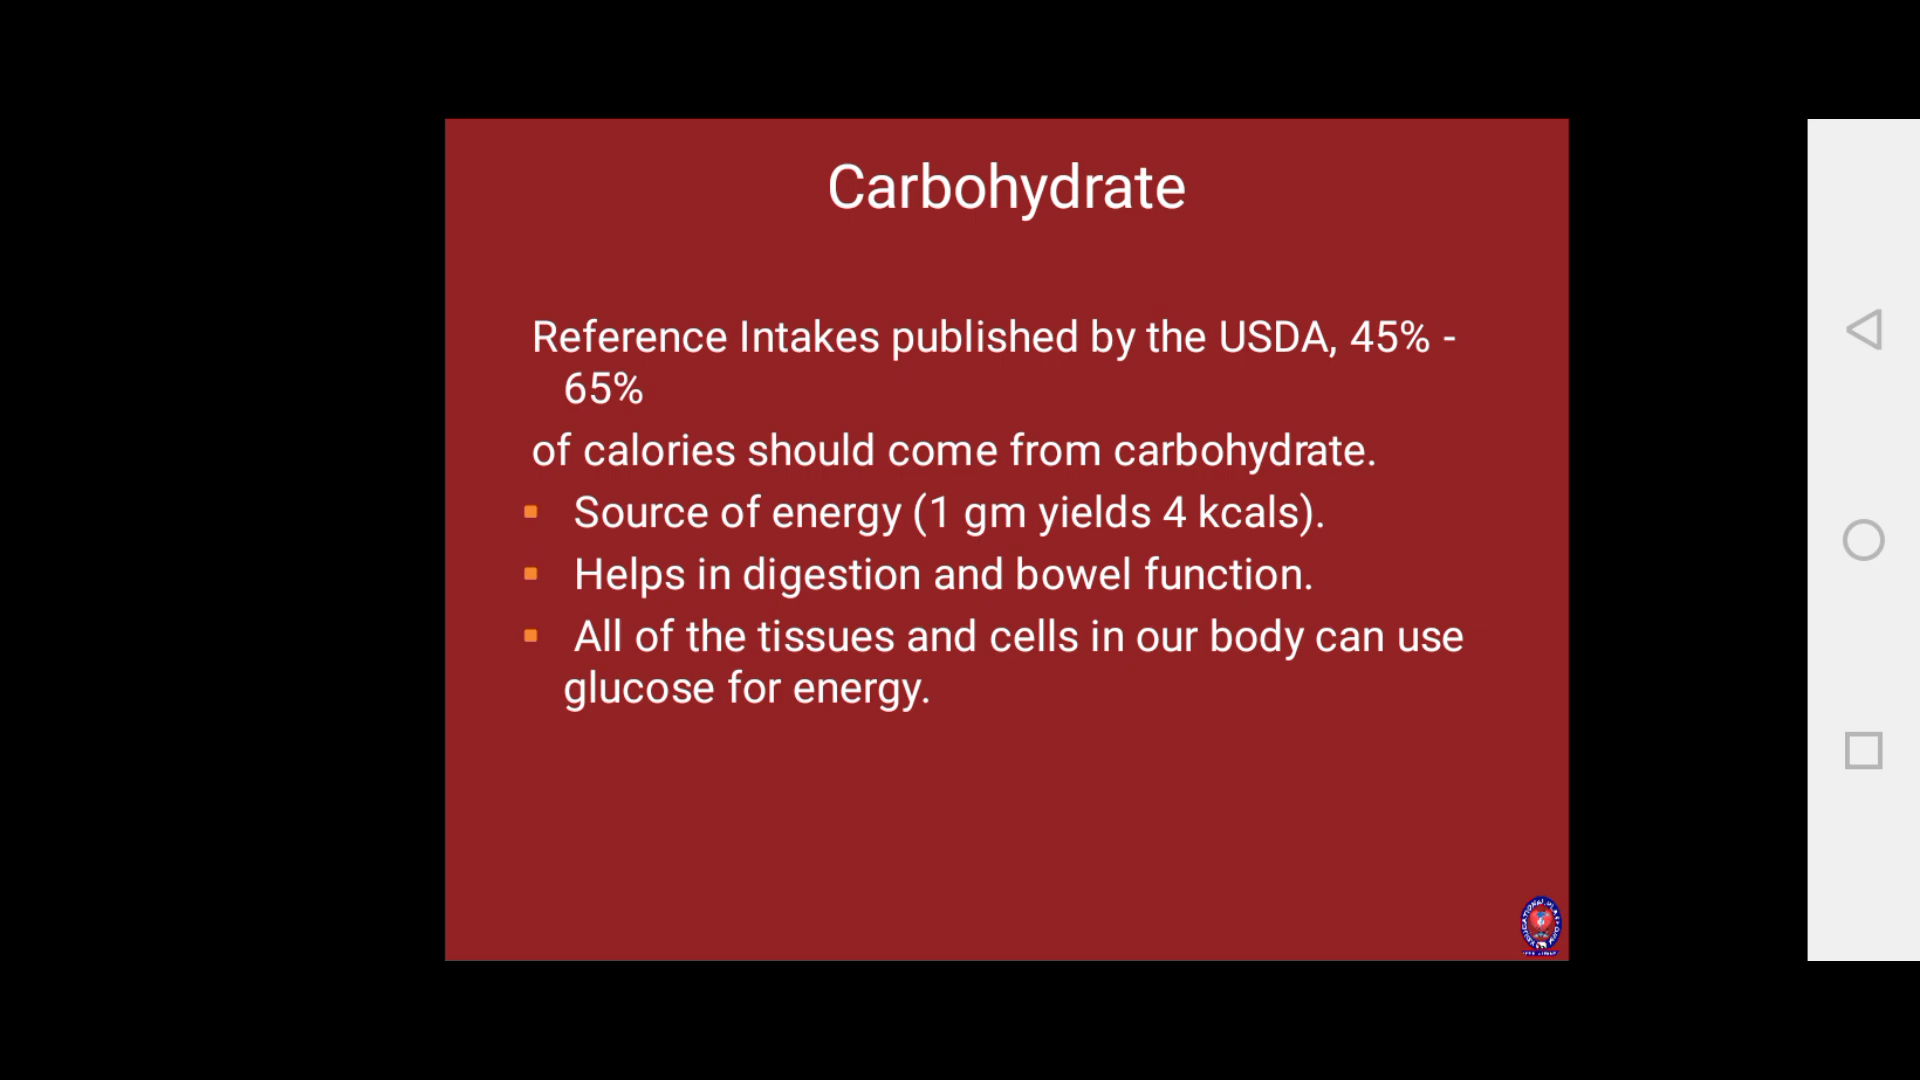 Carbohydrate
Reference Intakes published by the USDA, 45% -
65%
of calories should come from carbohydrate.
▪ Source of energy (1 gm yields 4 kcals).
▪ Helps in digestion and bowel function.
▪ All of the tissues and cells in our body can use
glucose for energy.